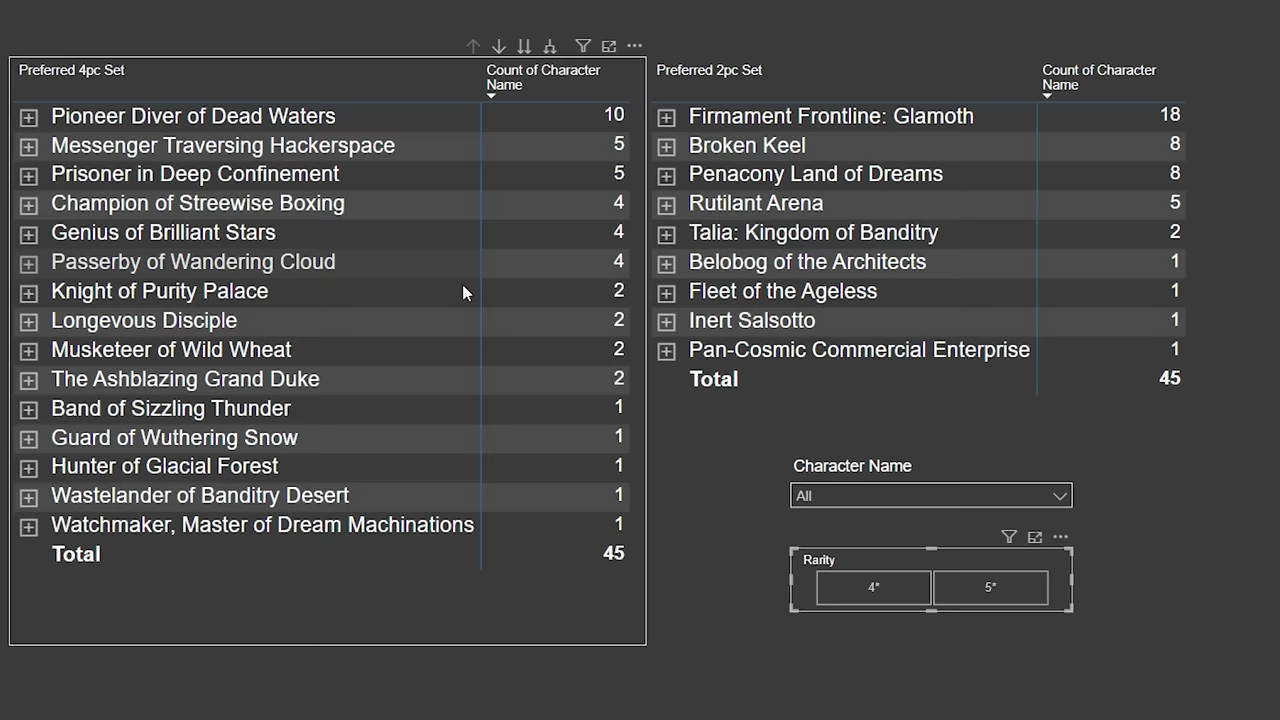 Preferred 4pc Set
Count of Character
Name
Pioneer Diver of Dead Waters 10
Messenger Traversing Hackerspace 5
Prisoner in Deep Confinement 5
Champion of Streewise Boxing 4
Genius of Brilliant Stars 4
Passerby of Wandering Cloud 4
Knight of Purity Palace 2
Longevous Disciple 2
Musketeer of Wild Wheat 2
The Ashblazing Grand Duke 2
Band of Sizzling Thunder 1
Guard of Wuthering Snow 1
Hunter of Glacial Forest 1
Wastelander of Banditry Desert 1
Watchmaker, Master of Dream Machinations 1
Total 45
Preferred 2pc Set
Count of Character
Name
Firmament Frontline: Glamoth 18
Broken Keel 8
Penacony Land of Dreams 8
Rutilant Arena 5
Talia: Kingdom of Banditry 2
Belobog of the Architects 1
Fleet of the Ageless 1
Inert Salsotto 1
Pan-Cosmic Commercial Enterprise 1
Total 45
Character Name
All
Rarity
4* 5*